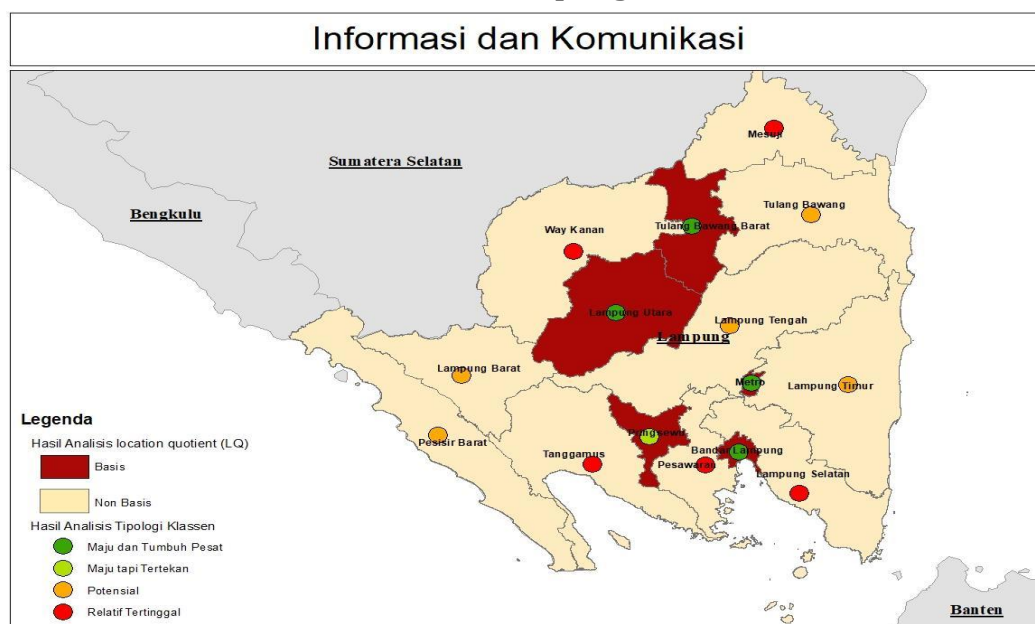 Informasi dan Komunikasi
Mesuji
Sumatera Selatan
Bengkulu
Tulang Bawang
Tulang Bawang Barat
Way Kanan
Lampung Utara
Lampung Tengah
Lampung
Lampung Barat
Metro
Lampung Timur
Legenda
Hasil Analisis location quotient (LQ)
Pesisir Barat
Pringsewu
Tanggamus
Bandar Lampung
Pesawaran
Lampung Selatan
Basis
Non Basis
Hasil Analisis Tipologi Klassen
Maju dan Tumbuh Pesat
Maju tapi Tertekan
Potensial
Relatif Tertinggal
Banten